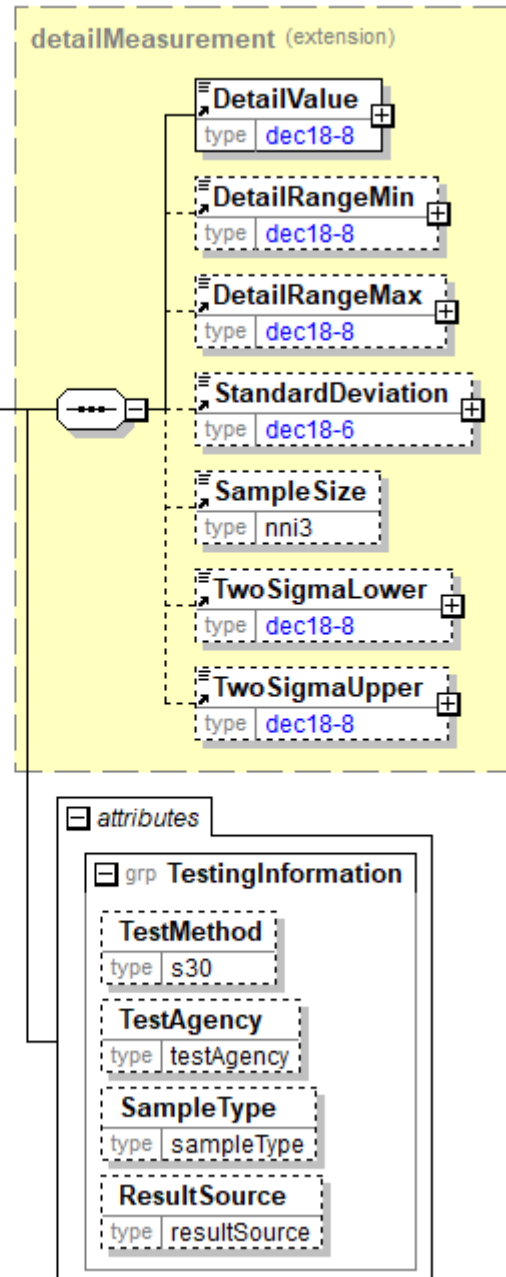 detailMeasurement (extension)
DetailValue
type dec18-8
DetailRangeMin
type dec18-8
DetailRangeMax
type dec18-8
StandardDeviation
type dec18-6
SampleSize
type nni3
TwoSigmaLower
type dec18-8
TwoSigmaUpper
type dec18-8
attributes
grp TestingInformation
TestMethod
type s30
TestAgency
type testAgency
SampleType
type sampleType
ResultSource
type resultSource